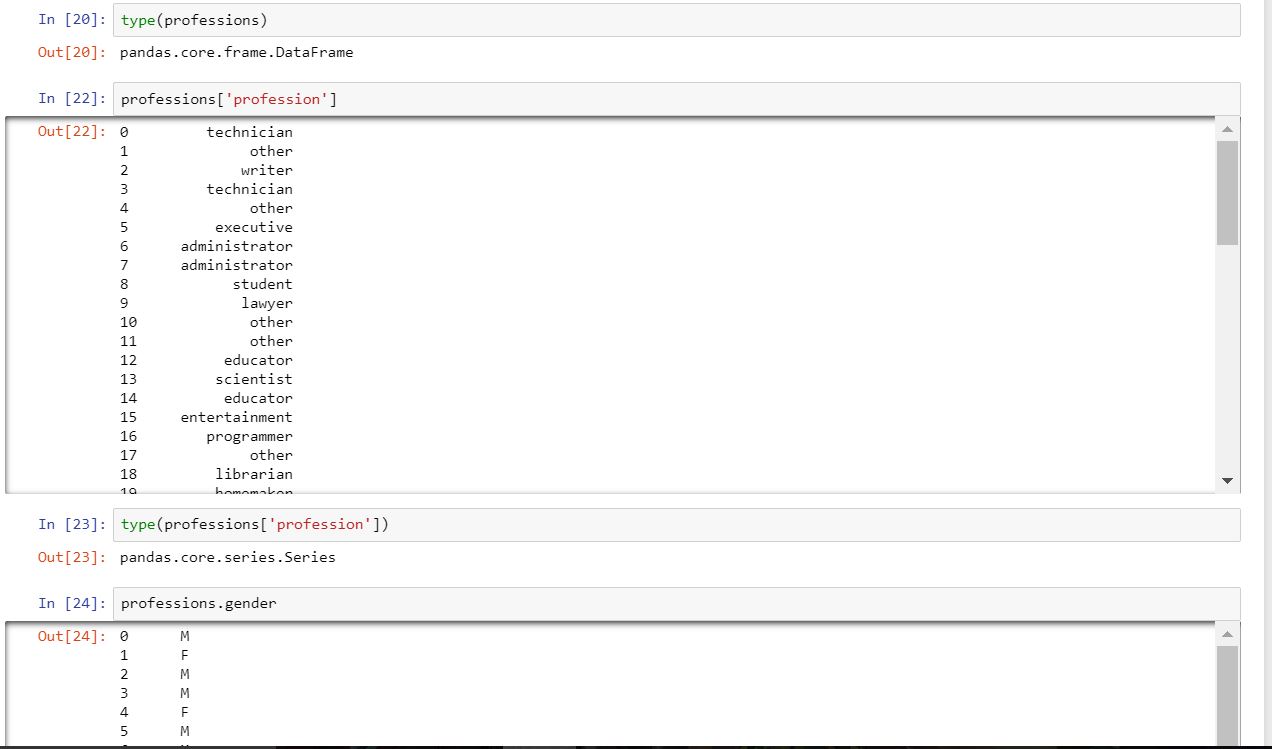 In [20]: type(professions)
Out[20]: pandas.core.frame.DataFrame
In [22]: professions['profession']
Out[22]: 0 technician
1 other
2 writer
3 technician
4 other
5 executive
6 administrator
7 administrator
8 student
9 lawyer
10 other
11 other
12 educator
13 scientist
14 educator
15 entertainment
16 programmer
17 other
18 librarian
19 homemaker
In [23]: type(professions['profession'])
Out[23]: pandas.core.series.Series
In [24]: professions.gender
Out[24]: 0 M
1 F
2 M
3 M
4 F
5 M